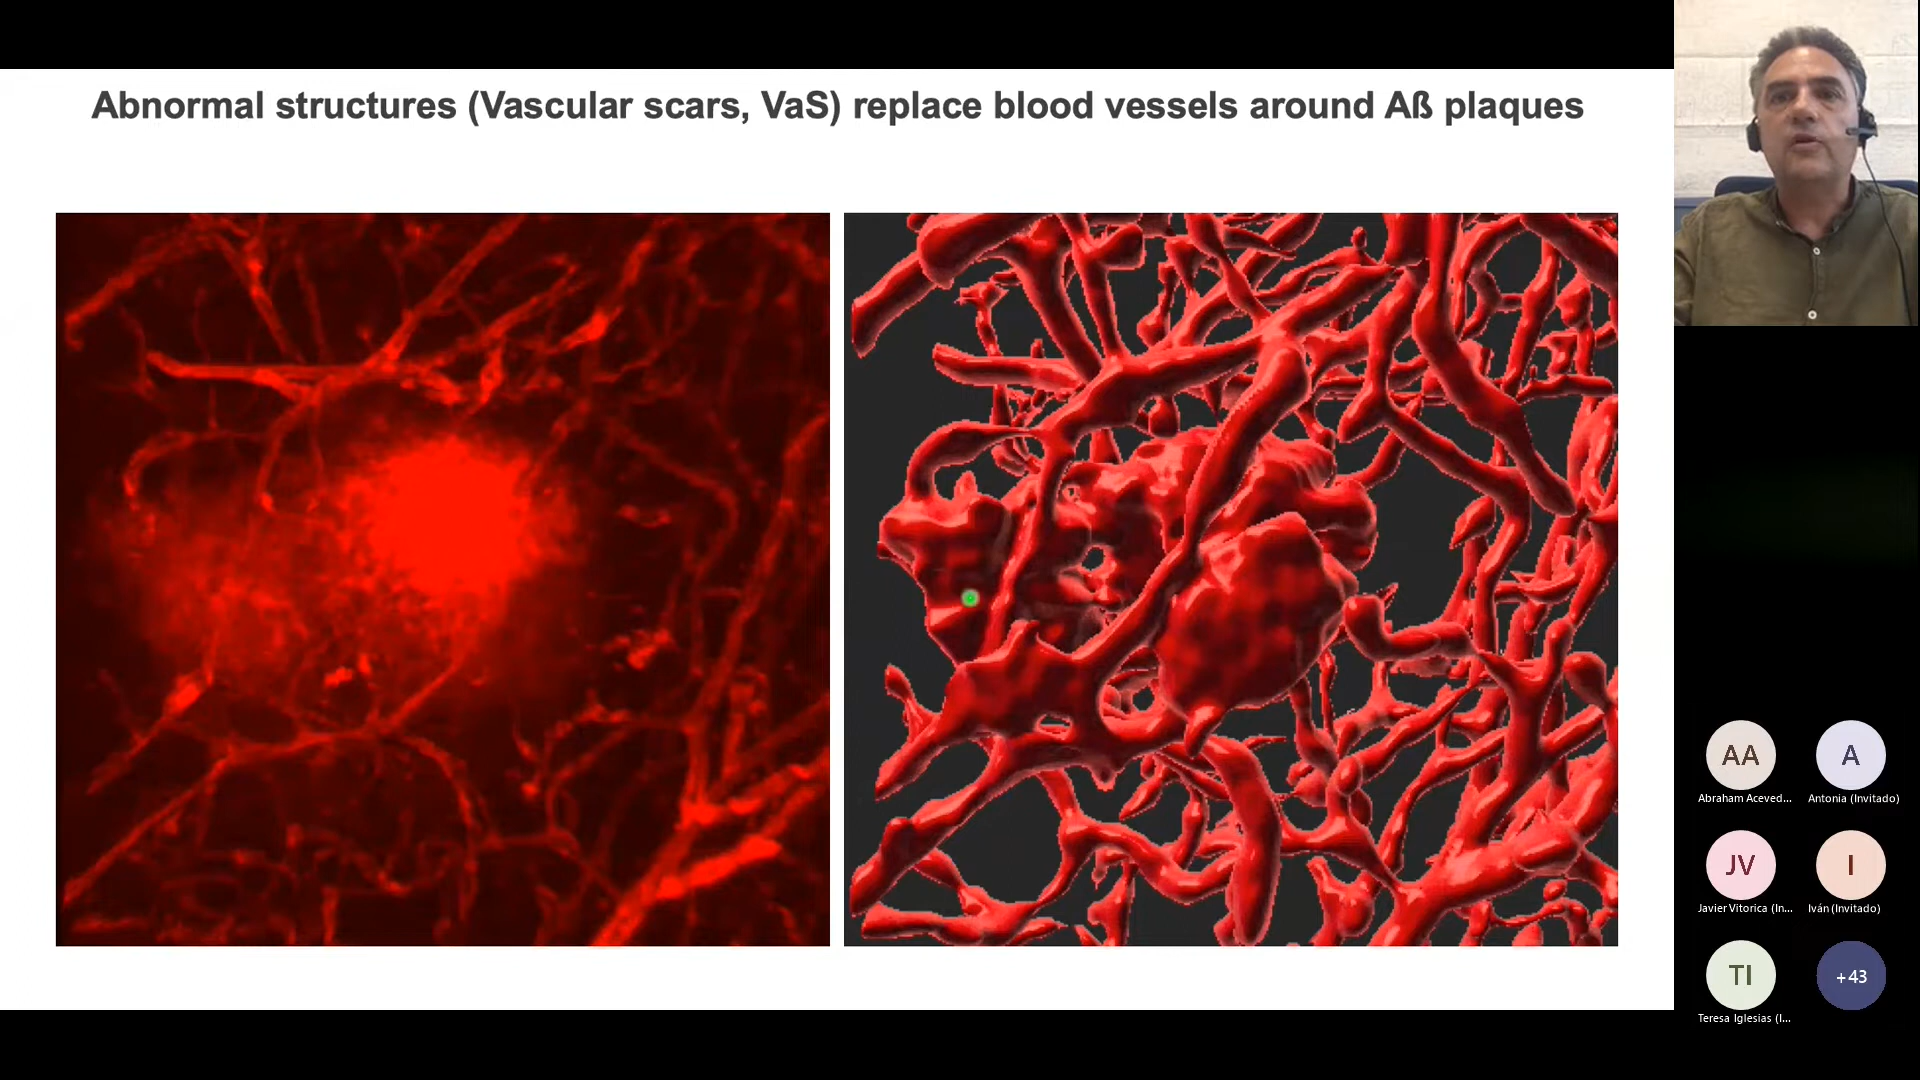 Abnormal structures (Vascular scars, VaS) replace blood vessels around Aß plaques
AA
A
Abraham Aceved...
Antonia (Invitado)
JV
I
Javier Vitorica (In...
Iván (Invitado)
TI
+43
Teresa Iglesias (I...